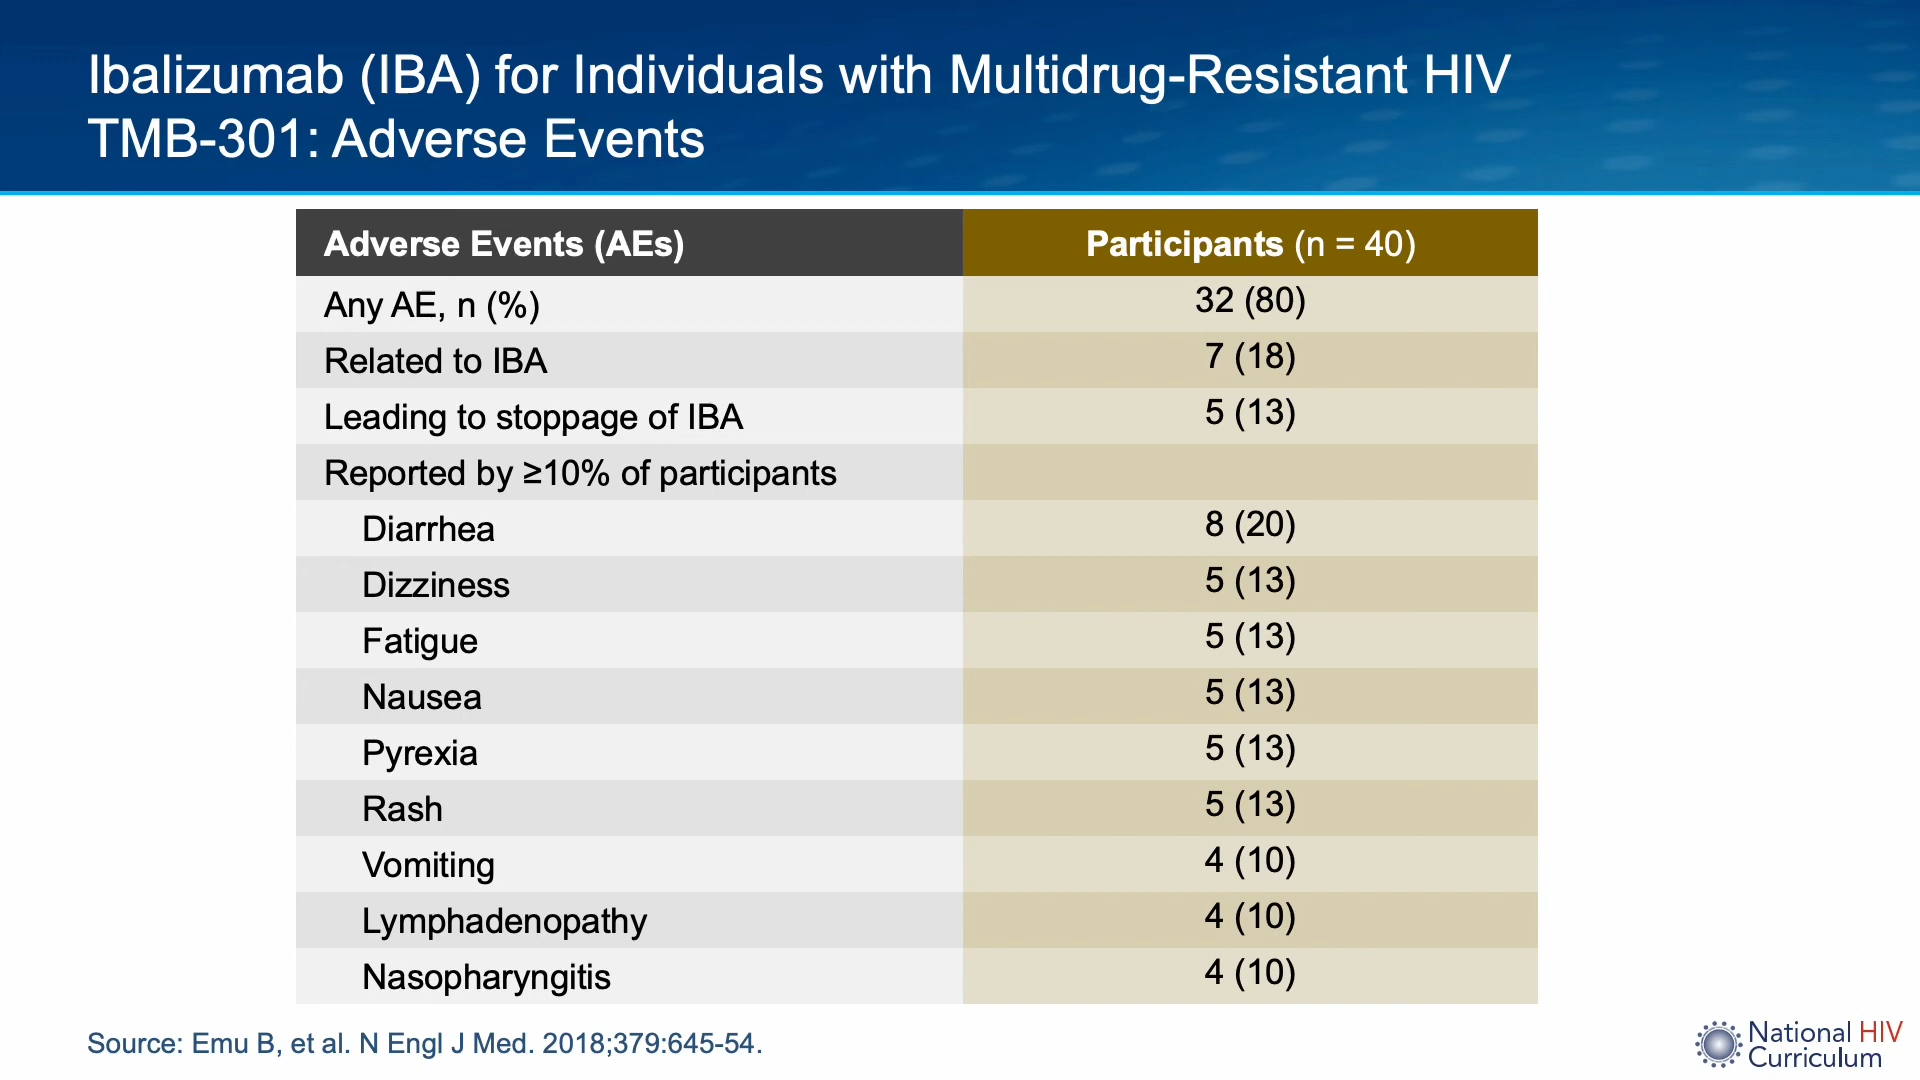 Ibalizumab (IBA) for Individuals with Multidrug-Resistant HIV
TMB-301: Adverse Events
Adverse Events (AEs) Participants (n = 40)
Any AE, n (%) 32 (80)
Related to IBA 7 (18)
Leading to stoppage of IBA 5 (13)
Reported by ≥10% of participants
Diarrhea 8 (20)
Dizziness 5 (13)
Fatigue 5 (13)
Nausea 5 (13)
Pyrexia 5 (13)
Rash 5 (13)
Vomiting 4 (10)
Lymphadenopathy 4 (10)
Nasopharyngitis 4 (10)
Source: Emu B, et al. N Engl J Med. 2018;379:645-54.
National HIV
Curriculum